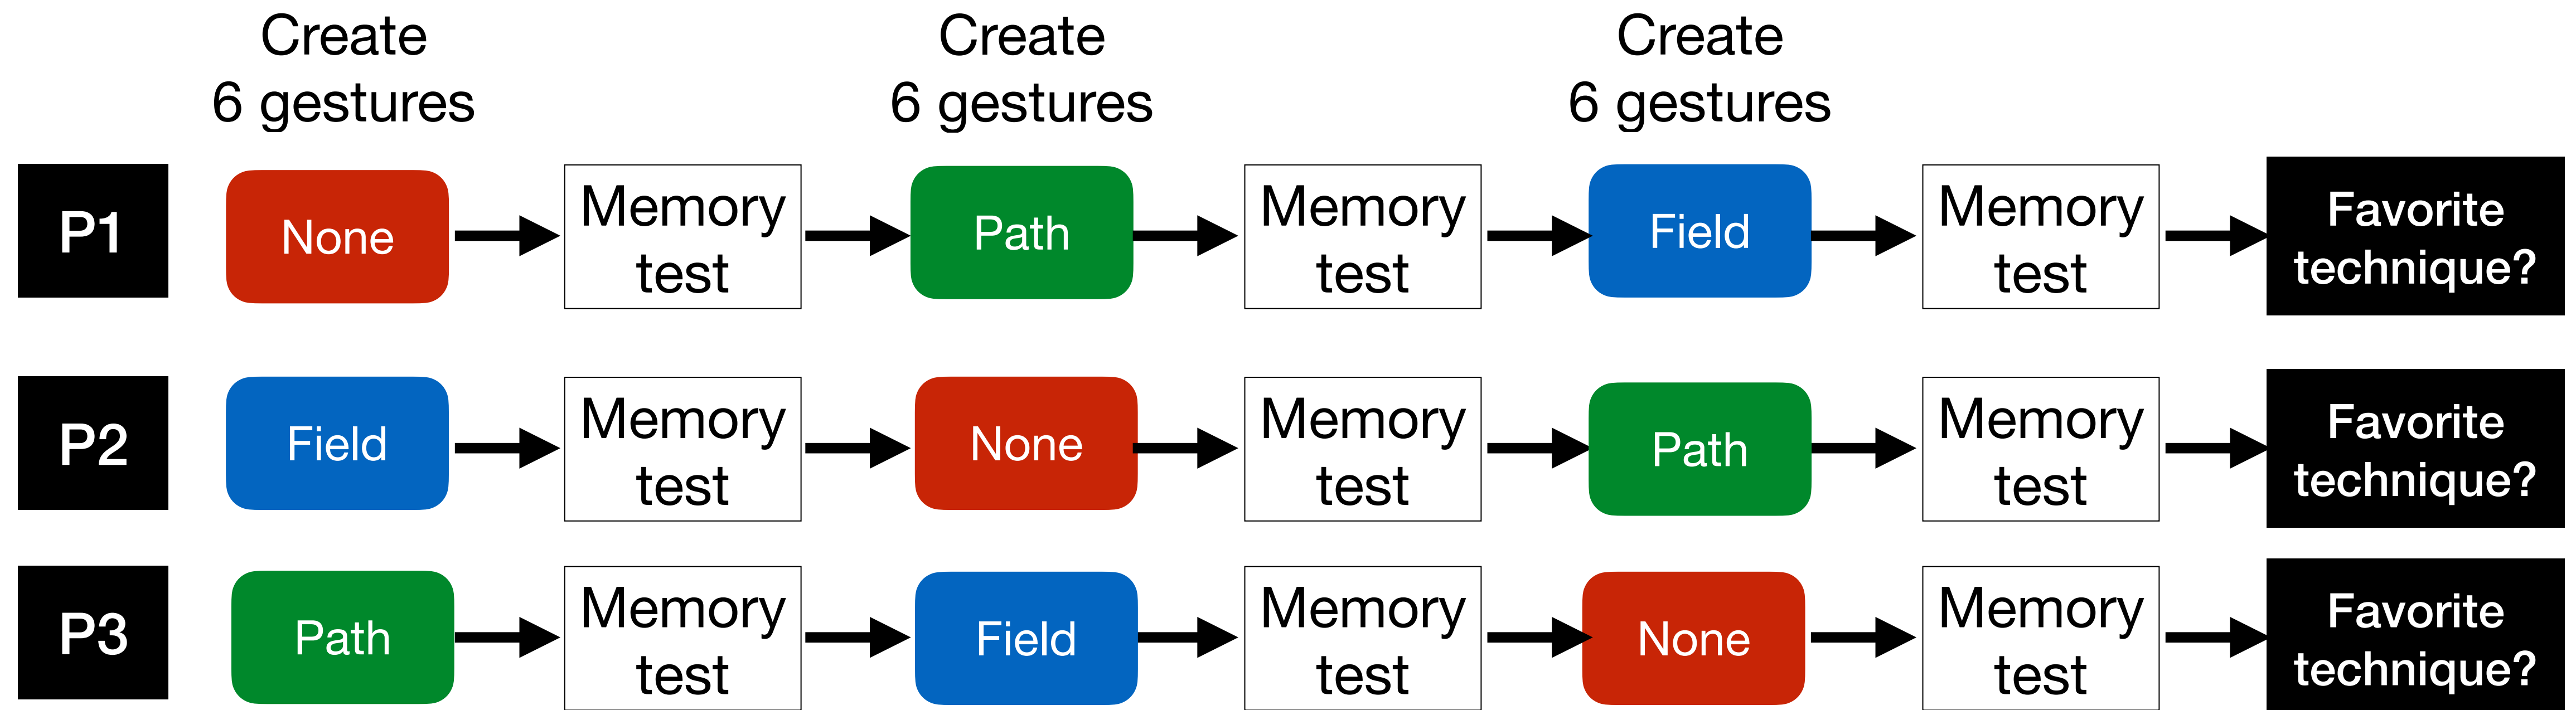 Create
6 gestures
Create
6 gestures
Create
6 gestures
P1
None
Memory
test
Path
Memory
test
Field
Memory
test
Favorite
technique?
P2
Field
Memory
test
None
Memory
test
Path
Memory
test
Favorite
technique?
P3
Path
Memory
test
Field
Memory
test
None
Memory
test
Favorite
technique?